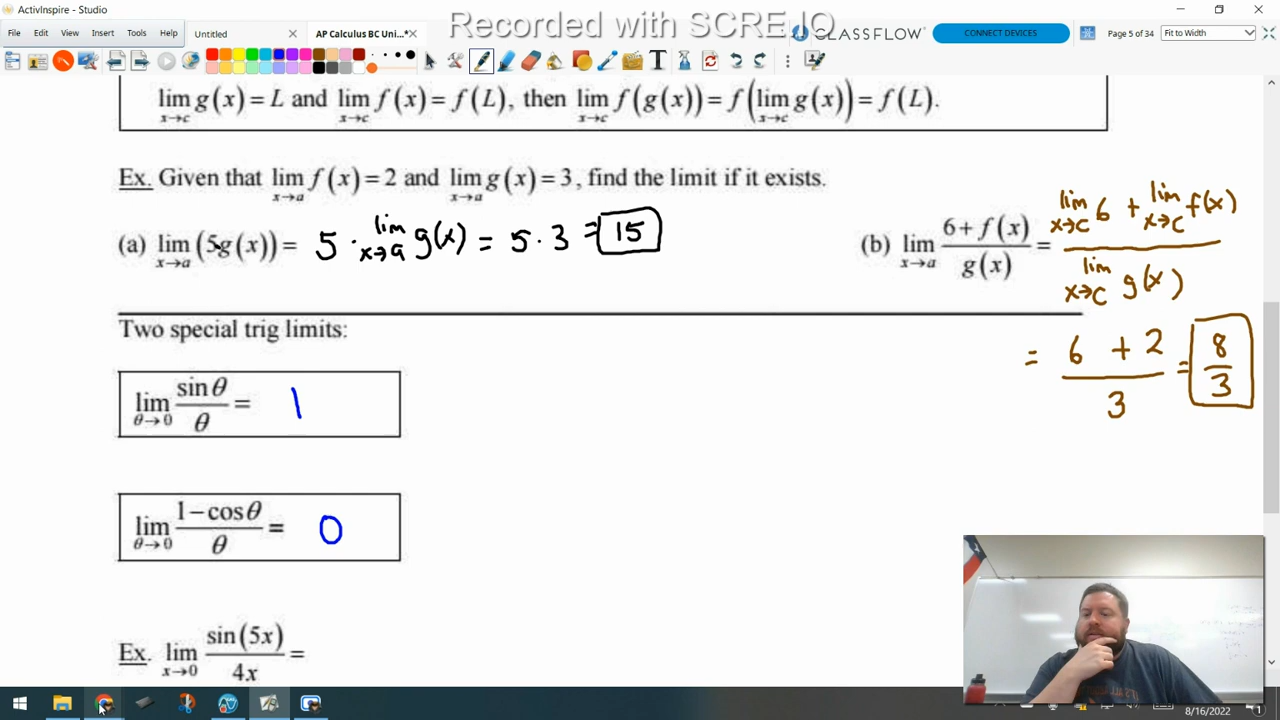 ActivInspire - Studio
Recorded with SCRE.IO
File Edit View Insert Tools Help
Untitled
AP Calculus BC Uni...*
CLASSFLOW
CONNECT DEVICES
Page 5 of 34
Fit to Width
lim x→c g(x) = L and lim x→c f(x) = f(L), then lim x→c f(g(x)) = f(lim x→c g(x)) = f(L).
Ex. Given that lim x→a f(x) = 2 and lim x→a g(x) = 3, find the limit if it exists.
(a) lim x→a (5g(x)) = 5 · lim x→a g(x) = 5 · 3 = 15
(b) lim x→a (6 + f(x))/g(x) = (lim x→c 6 + lim x→c f(x))/(lim x→c g(x))
= (6 + 2)/3 = 8/3
Two special trig limits:
lim θ→0 sinθ/θ = 1
lim θ→0 (1 − cosθ)/θ = 0
Ex. lim x→0 sin(5x)/4x =
8/16/2022